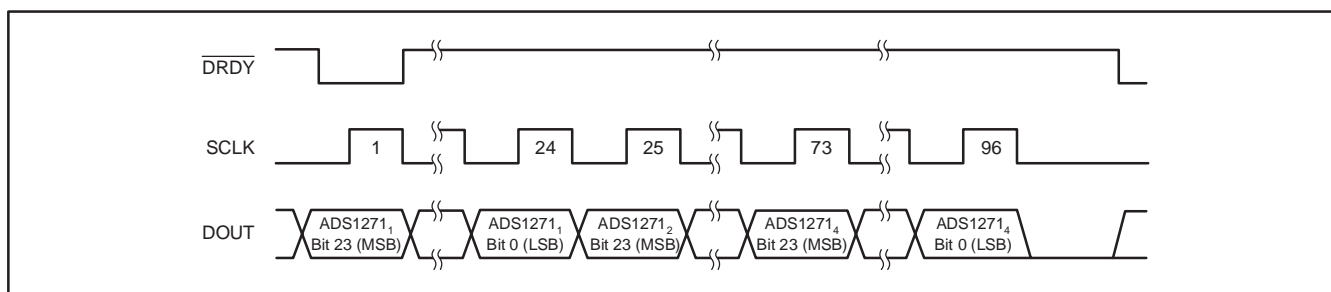 DRDY
SCLK
1
24
25
73
96
DOUT
ADS1271₁
Bit 23 (MSB)
ADS1271₁
Bit 0 (LSB)
ADS1271₂
Bit 23 (MSB)
ADS1271₄
Bit 23 (MSB)
ADS1271₄
Bit 0 (LSB)